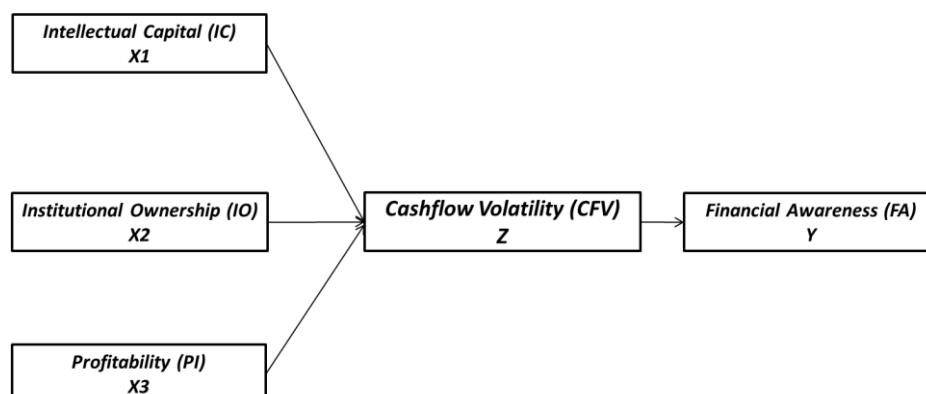 Intellectual Capital (IC)
X1
Institutional Ownership (IO)
X2
Cashflow Volatility (CFV)
Z
Financial Awareness (FA)
Y
Profitability (PI)
X3